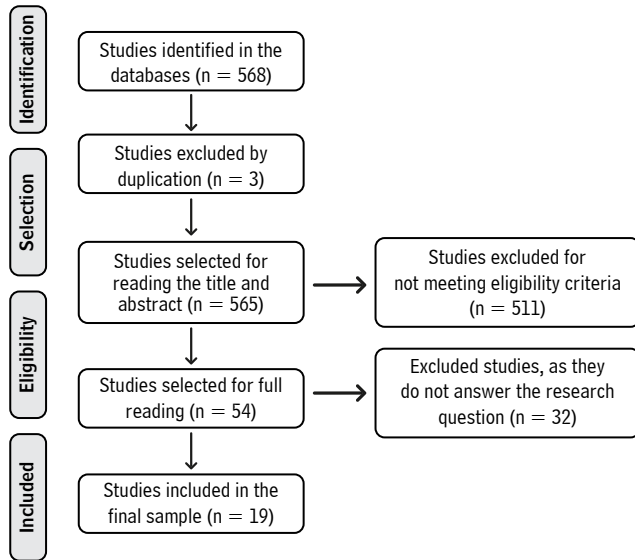 Identification
Studies identified in the
databases (n = 568)
Studies excluded by
duplication (n = 3)
Selection
Studies selected for
reading the title and
abstract (n = 565)
Studies excluded for
not meeting eligibility criteria
(n = 511)
Eligibility
Studies selected for full
reading (n = 54)
Excluded studies, as they
do not answer the research
question (n = 32)
Included
Studies included in the
final sample (n = 19)